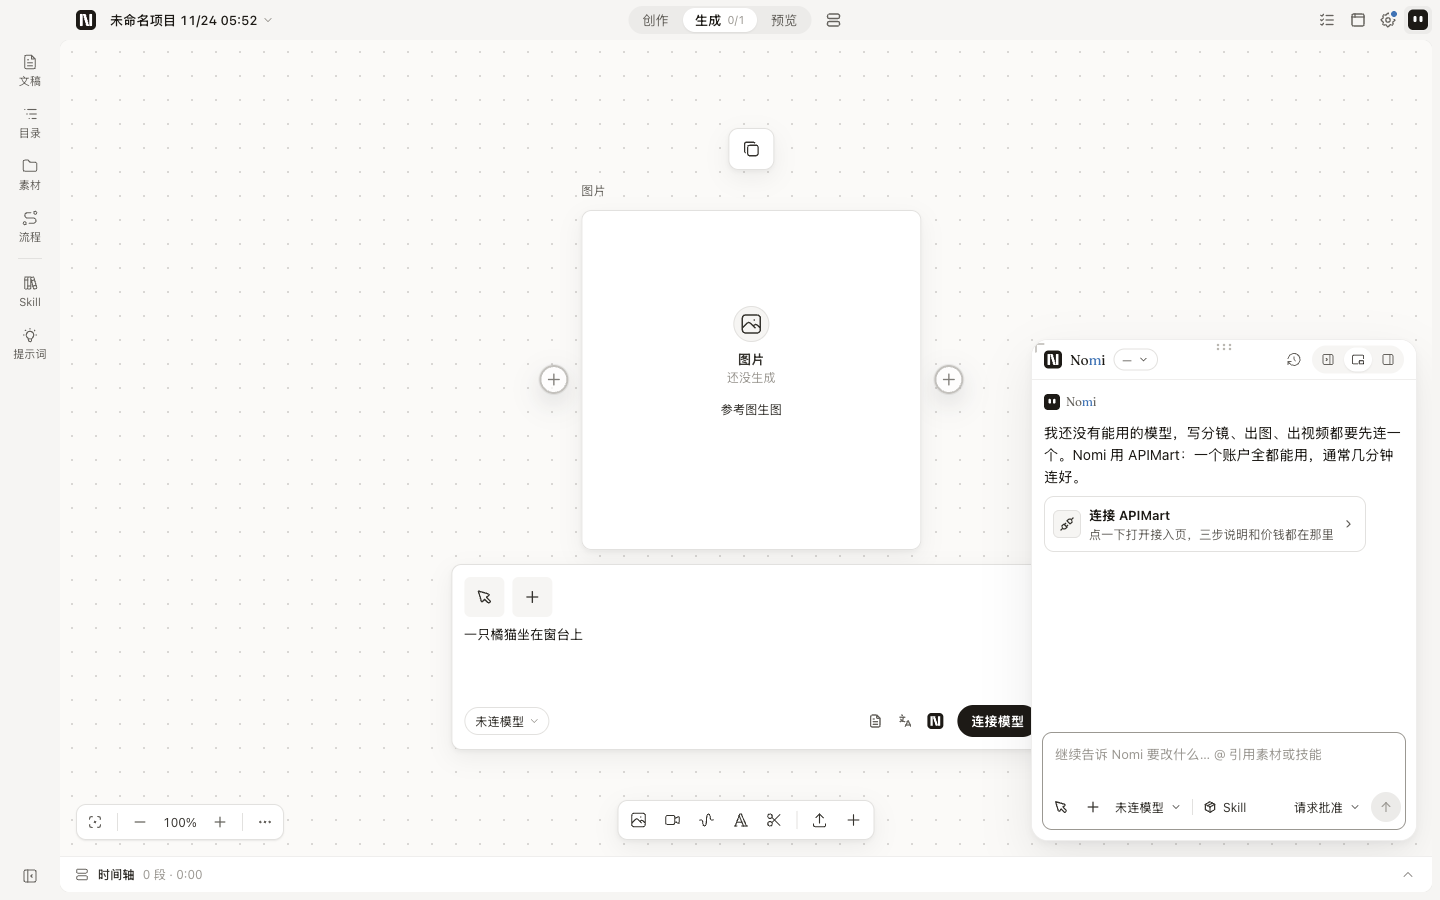 未命名项目 11/24 05:52
创作
生成 0/1
预览
文稿
目录
素材
流程
Skill
提示词
图片
图片
还没生成
参考图生图
一只橘猫坐在窗台上
未连模型
连接模型
Nomi
Nomi
我还没有能用的模型，写分镜、出图、出视频都要先连一
个。Nomi 用 APIMart：一个账户全都能用，通常几分钟
连好。
连接 APIMart
点一下打开接入页，三步说明和价钱都在那里
继续告诉 Nomi 要改什么... @ 引用素材或技能
未连模型
Skill
请求批准
100%
时间轴 0 段 · 0:00